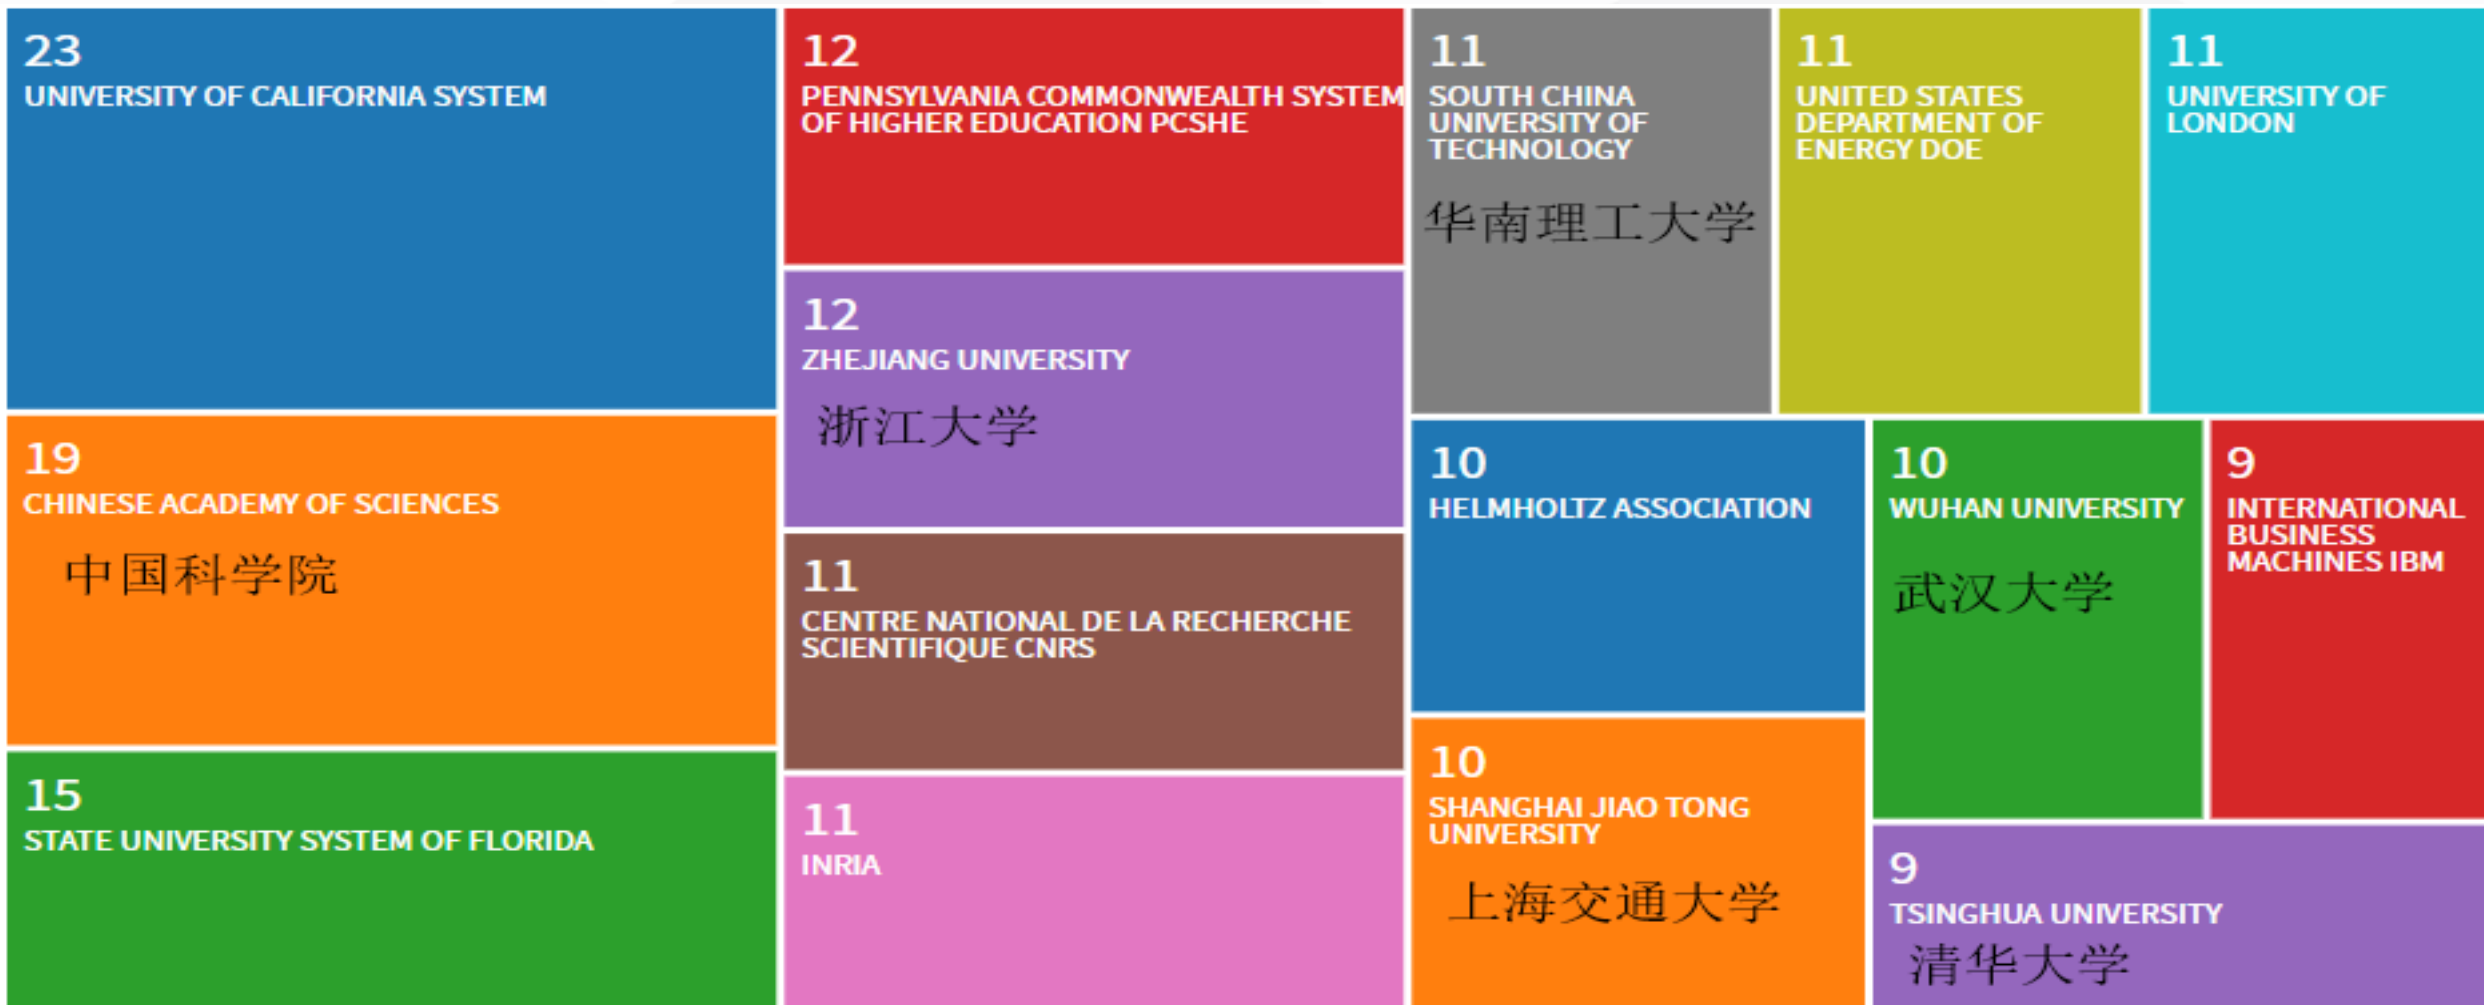 23
UNIVERSITY OF CALIFORNIA SYSTEM
19
CHINESE ACADEMY OF SCIENCES
中国科学院
15
STATE UNIVERSITY SYSTEM OF FLORIDA
12
PENNSYLVANIA COMMONWEALTH SYSTEM
OF HIGHER EDUCATION PCSHE
12
ZHEJIANG UNIVERSITY
浙江大学
11
CENTRE NATIONAL DE LA RECHERCHE
SCIENTIFIQUE CNRS
11
INRIA
11
SOUTH CHINA
UNIVERSITY OF
TECHNOLOGY
华南理工大学
11
UNITED STATES
DEPARTMENT OF
ENERGY DOE
11
UNIVERSITY OF
LONDON
10
HELMHOLTZ ASSOCIATION
10
SHANGHAI JIAO TONG
UNIVERSITY
上海交通大学
10
WUHAN UNIVERSITY
武汉大学
9
INTERNATIONAL
BUSINESS
MACHINES IBM
9
TSINGHUA UNIVERSITY
清华大学